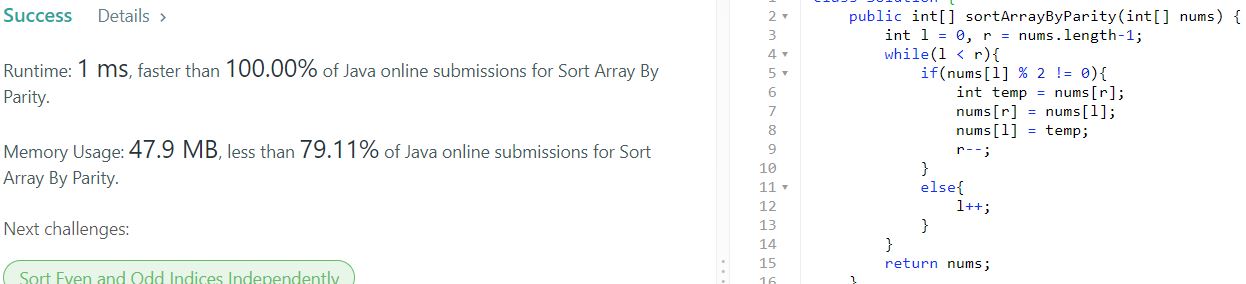 Success Details >
Runtime: 1 ms, faster than 100.00% of Java online submissions for Sort Array By
Parity.
Memory Usage: 47.9 MB, less than 79.11% of Java online submissions for Sort
Array By Parity.
Next challenges:
Sort Even and Odd Indices Independently
1 class Solution {
2 public int[] sortArrayByParity(int[] nums) {
3 int l = 0, r = nums.length-1;
4 while(l < r){
5 if(nums[l] % 2 != 0){
6 int temp = nums[r];
7 nums[r] = nums[l];
8 nums[l] = temp;
9 r--;
10 }
11 else{
12 l++;
13 }
14 }
15 return nums;
16 }